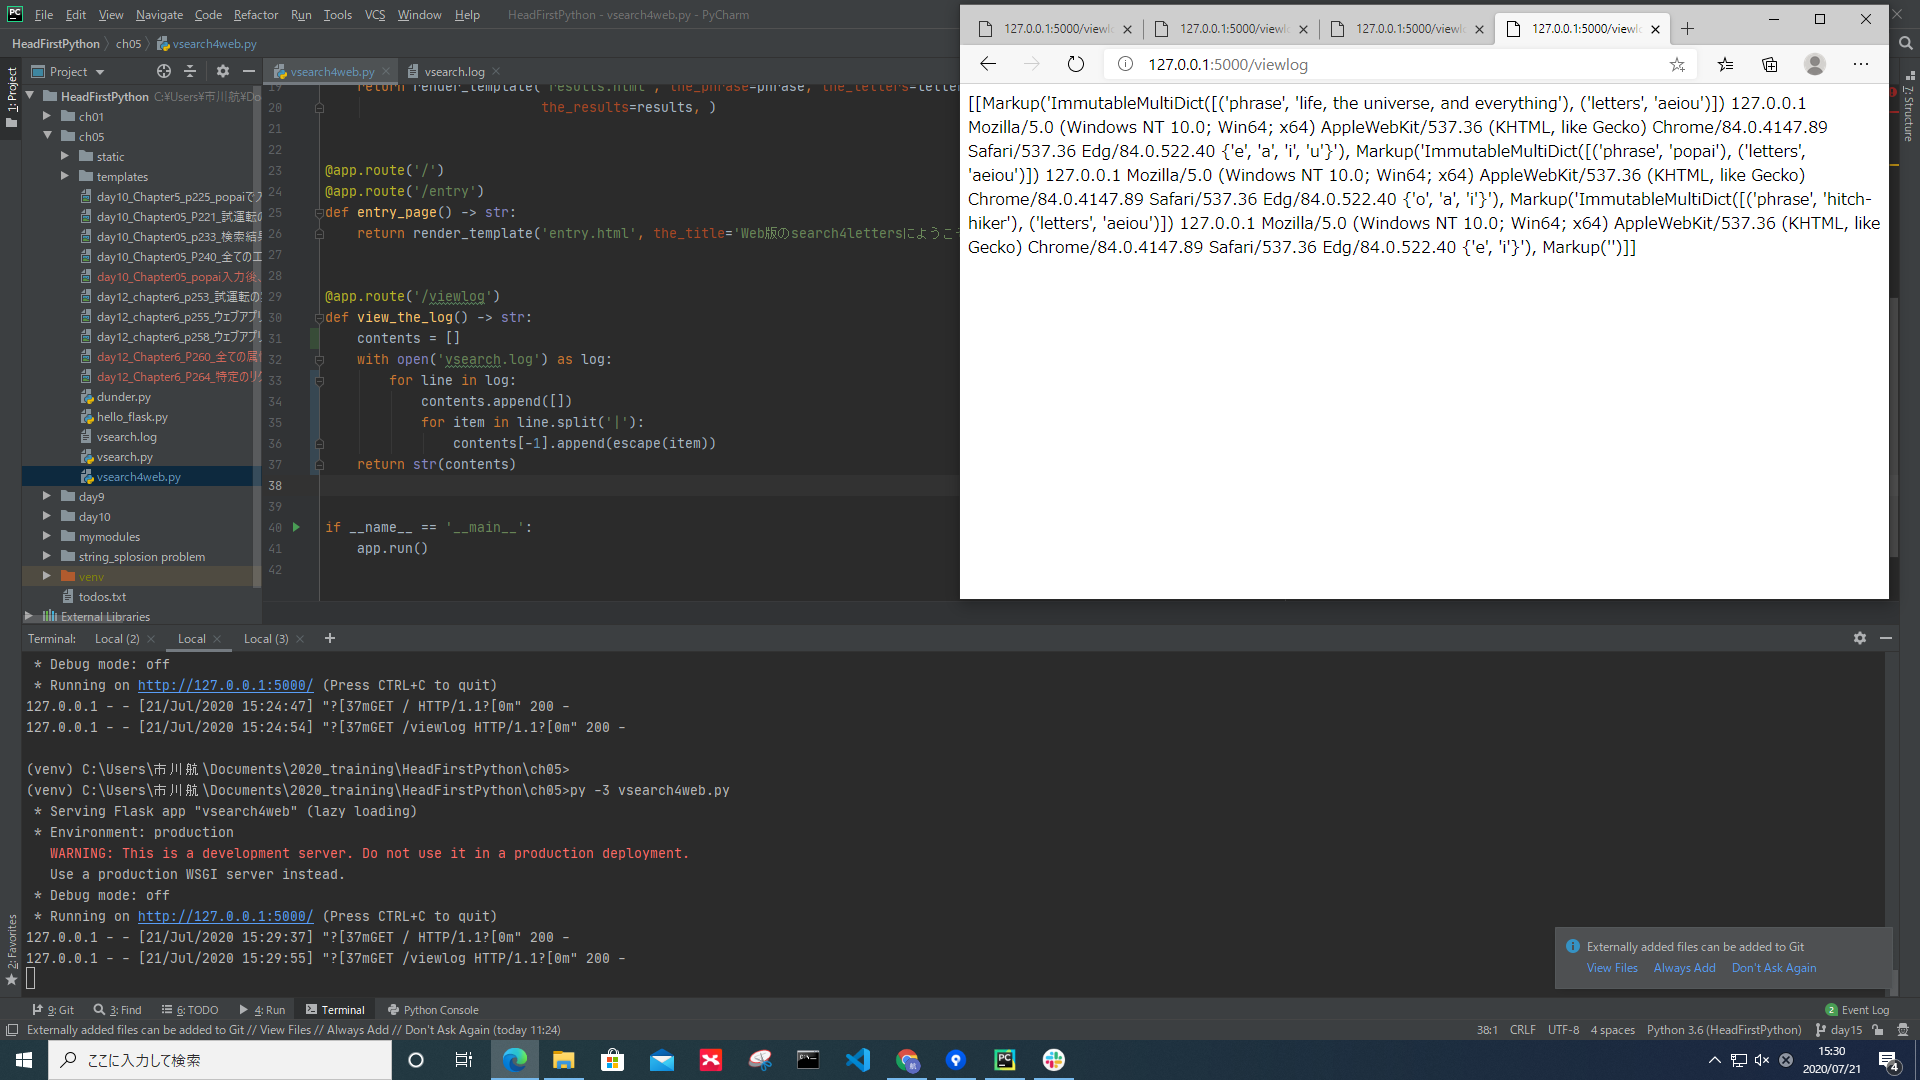 File Edit View Navigate Code Refactor Run Tools VCS Window Help HeadFirstPython - vsearch4web.py - PyCharm
HeadFirstPython ch05 vsearch4web.py
Project
vsearch4web.py
vsearch.log
1: Project
7: Structure
2: Favorites
HeadFirstPython C:¥Users¥市川航¥Do
ch01
ch05
static
templates
day10_Chapter5_p225_popaiで入
day10_Chapter05_P221_試運転の
day10_Chapter05_p233_検索結果
day10_Chapter05_P240_全ての工
day10_Chapter05_popai入力後、
day12_chapter6_p253_試運転の
day12_chapter6_p255_ウェブアプリ
day12_chapter6_p258_ウェブアプリ
day12_Chapter6_P260_全ての属
day12_Chapter6_P264_特定のリク
dunder.py
hello_flask.py
vsearch.log
vsearch.py
vsearch4web.py
day9
day10
mymodules
string_splosion problem
venv
todos.txt
External Libraries
19 return render_template('results.html', the_phrase=phrase, the_letters=letter
20 the_results=results, )
21
22
23 @app.route('/')
24 @app.route('/entry')
25 def entry_page() -> str:
26 return render_template('entry.html', the_title='Web版のsearch4lettersにようこそ
27
28
29 @app.route('/viewlog')
30 def view_the_log() -> str:
31 contents = []
32 with open('vsearch.log') as log:
33 for line in log:
34 contents.append([])
35 for item in line.split('|'):
36 contents[-1].append(escape(item))
37 return str(contents)
38
39
40 if __name__ == '__main__':
41 app.run()
42
127.0.0.1:5000/viewl 127.0.0.1:5000/viewl 127.0.0.1:5000/viewl 127.0.0.1:5000/viewl
127.0.0.1:5000/viewlog
[[Markup('ImmutableMultiDict([('phrase', 'life, the universe, and everything'), ('letters', 'aeiou')]) 127.0.0.1
Mozilla/5.0 (Windows NT 10.0; Win64; x64) AppleWebKit/537.36 (KHTML, like Gecko) Chrome/84.0.4147.89
Safari/537.36 Edg/84.0.522.40 {'e', 'a', 'i', 'u'}'), Markup('ImmutableMultiDict([('phrase', 'popai'), ('letters',
'aeiou')]) 127.0.0.1 Mozilla/5.0 (Windows NT 10.0; Win64; x64) AppleWebKit/537.36 (KHTML, like Gecko)
Chrome/84.0.4147.89 Safari/537.36 Edg/84.0.522.40 {'o', 'a', 'i'}'), Markup('ImmutableMultiDict([('phrase', 'hitch-
hiker'), ('letters', 'aeiou')]) 127.0.0.1 Mozilla/5.0 (Windows NT 10.0; Win64; x64) AppleWebKit/537.36 (KHTML, like
Gecko) Chrome/84.0.4147.89 Safari/537.36 Edg/84.0.522.40 {'e', 'i'}'), Markup('')]]
Terminal: Local (2) Local Local (3)
* Debug mode: off
* Running on http://127.0.0.1:5000/ (Press CTRL+C to quit)
127.0.0.1 - - [21/Jul/2020 15:24:47] "?[37mGET / HTTP/1.1?[0m" 200 -
127.0.0.1 - - [21/Jul/2020 15:24:54] "?[37mGET /viewlog HTTP/1.1?[0m" 200 -
(venv) C:\Users\市川航\Documents\2020_training\HeadFirstPython\ch05>
(venv) C:\Users\市川航\Documents\2020_training\HeadFirstPython\ch05>py -3 vsearch4web.py
* Serving Flask app "vsearch4web" (lazy loading)
* Environment: production
WARNING: This is a development server. Do not use it in a production deployment.
Use a production WSGI server instead.
* Debug mode: off
* Running on http://127.0.0.1:5000/ (Press CTRL+C to quit)
127.0.0.1 - - [21/Jul/2020 15:29:37] "?[37mGET / HTTP/1.1?[0m" 200 -
127.0.0.1 - - [21/Jul/2020 15:29:55] "?[37mGET /viewlog HTTP/1.1?[0m" 200 -
Externally added files can be added to Git
View Files Always Add Don't Ask Again
9: Git 3: Find 6: TODO 4: Run Terminal Python Console 2 Event Log
Externally added files can be added to Git // View Files // Always Add // Don't Ask Again (today 11:24) 38:1 CRLF UTF-8 4 spaces Python 3.6 (HeadFirstPython) day15
ここに入力して検索
15:30
2020/07/21
4